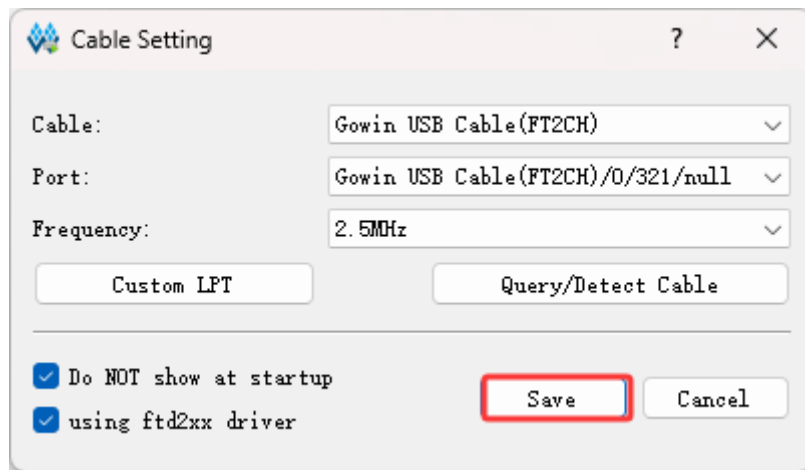 Cable Setting
?
Cable:
Gowin USB Cable(FT2CH)
Port:
Gowin USB Cable(FT2CH)/0/321/null
Frequency:
2.5MHz
Custom LPT
Query/Detect Cable
Do NOT show at startup
using ftd2xx driver
Save
Cancel